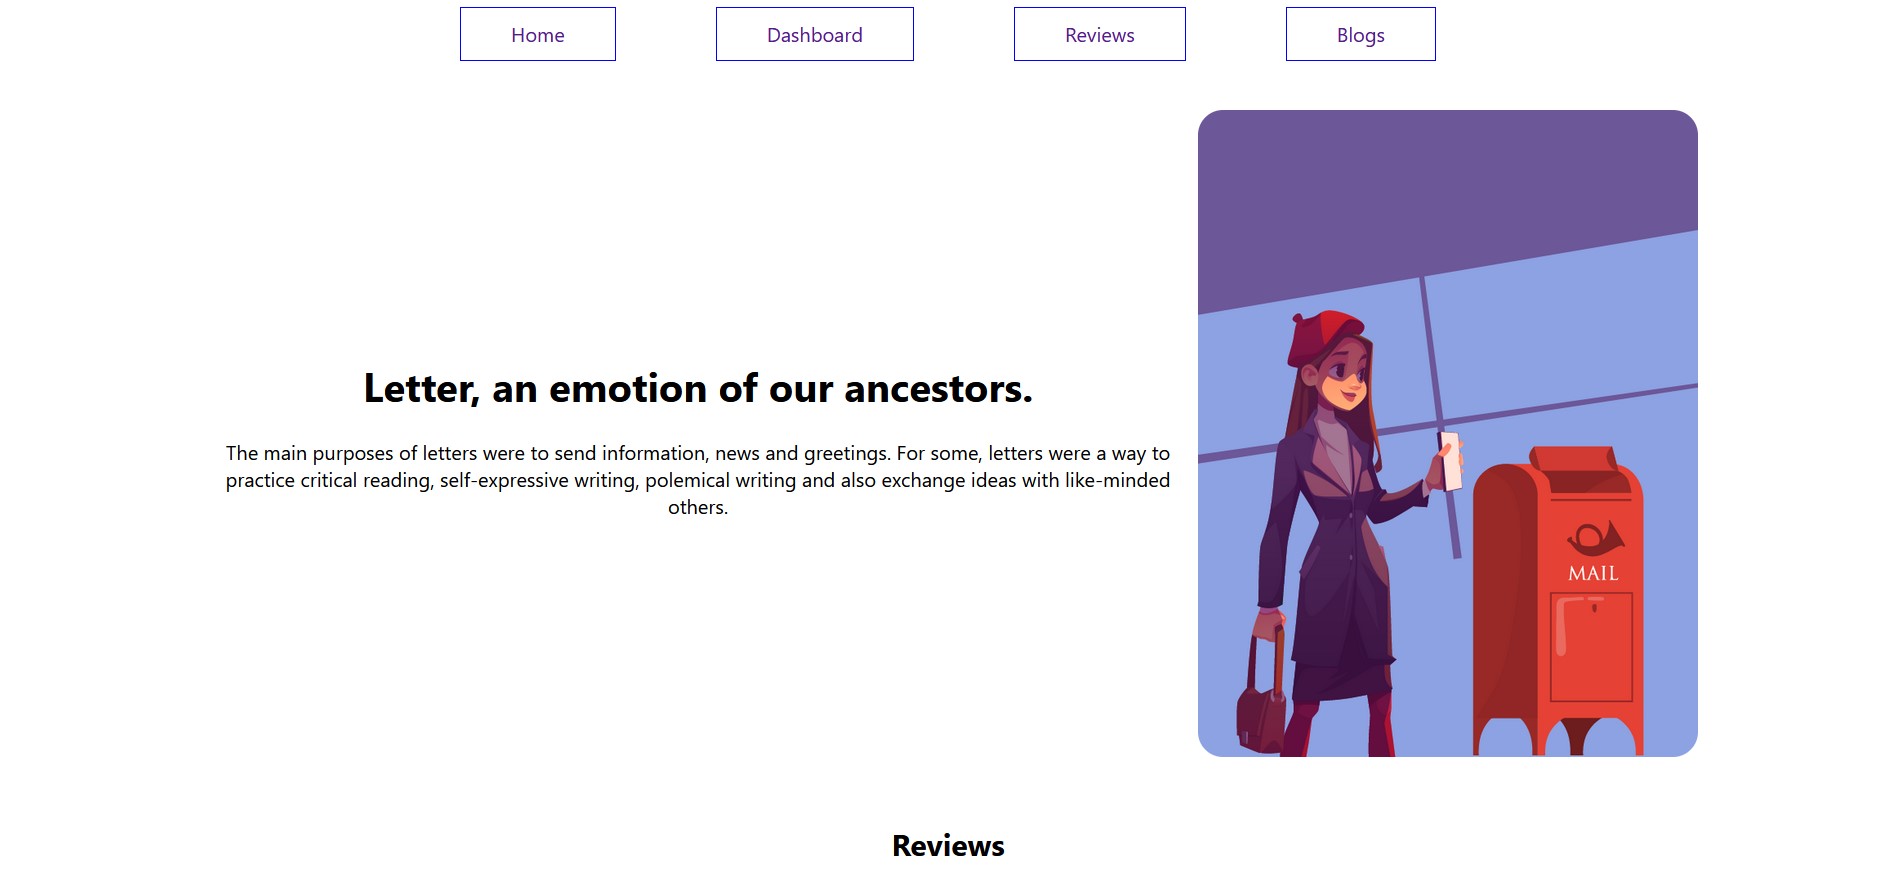 Home
Dashboard
Reviews
Blogs
Letter, an emotion of our ancestors.
The main purposes of letters were to send information, news and greetings. For some, letters were a way to
practice critical reading, self-expressive writing, polemical writing and also exchange ideas with like-minded
others.
MAIL
Reviews